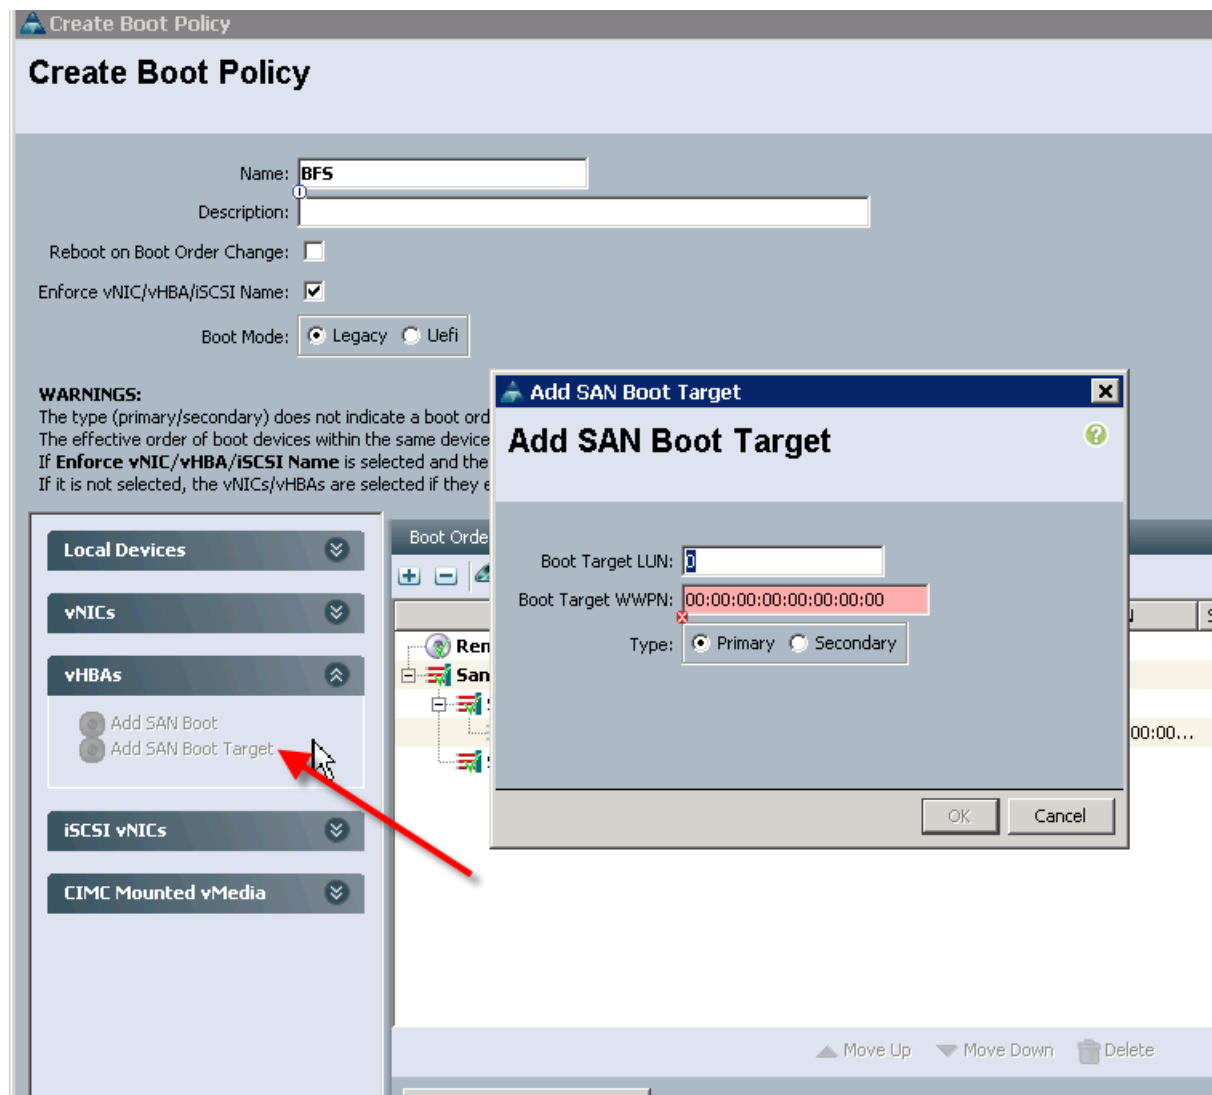 Create Boot Policy
Create Boot Policy
Name: BFS
Description:
Reboot on Boot Order Change:
Enforce vNIC/vHBA/iSCSI Name:
Boot Mode: Legacy Uefi
WARNINGS:
The type (primary/secondary) does not indicate a boot ord
The effective order of boot devices within the same device
If Enforce vNIC/vHBA/iSCSI Name is selected and the
If it is not selected, the vNICs/vHBAs are selected if they e
Local Devices
vNICs
vHBAs
Add SAN Boot
Add SAN Boot Target
iSCSI vNICs
CIMC Mounted vMedia
Boot Orde
Ren
San
00:00...
Add SAN Boot Target
Add SAN Boot Target
Boot Target LUN: 0
Boot Target WWPN: 00:00:00:00:00:00:00:00
Type: Primary Secondary
OK Cancel
Move Up Move Down Delete